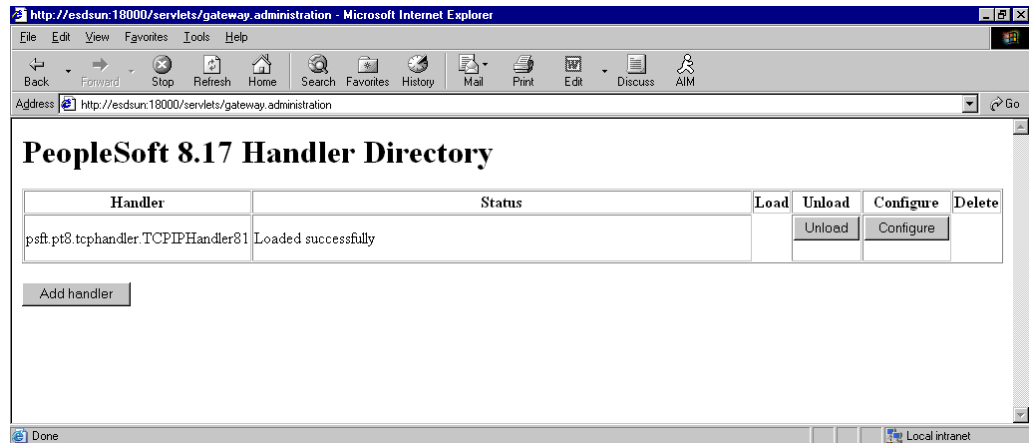 http://esdsun:18000/servlets/gateway.administration - Microsoft Internet Explorer
File Edit View Favorites Tools Help
Back Forward Stop Refresh Home Search Favorites History Mail Print Edit Discuss AIM
Address http://esdsun:18000/servlets/gateway.administration Go
PeopleSoft 8.17 Handler Directory
Handler Status Load Unload Configure Delete
psft.pt8.tcphandler.TCPIPHandler81 Loaded successfully Unload Configure
Add handler
Done Local intranet